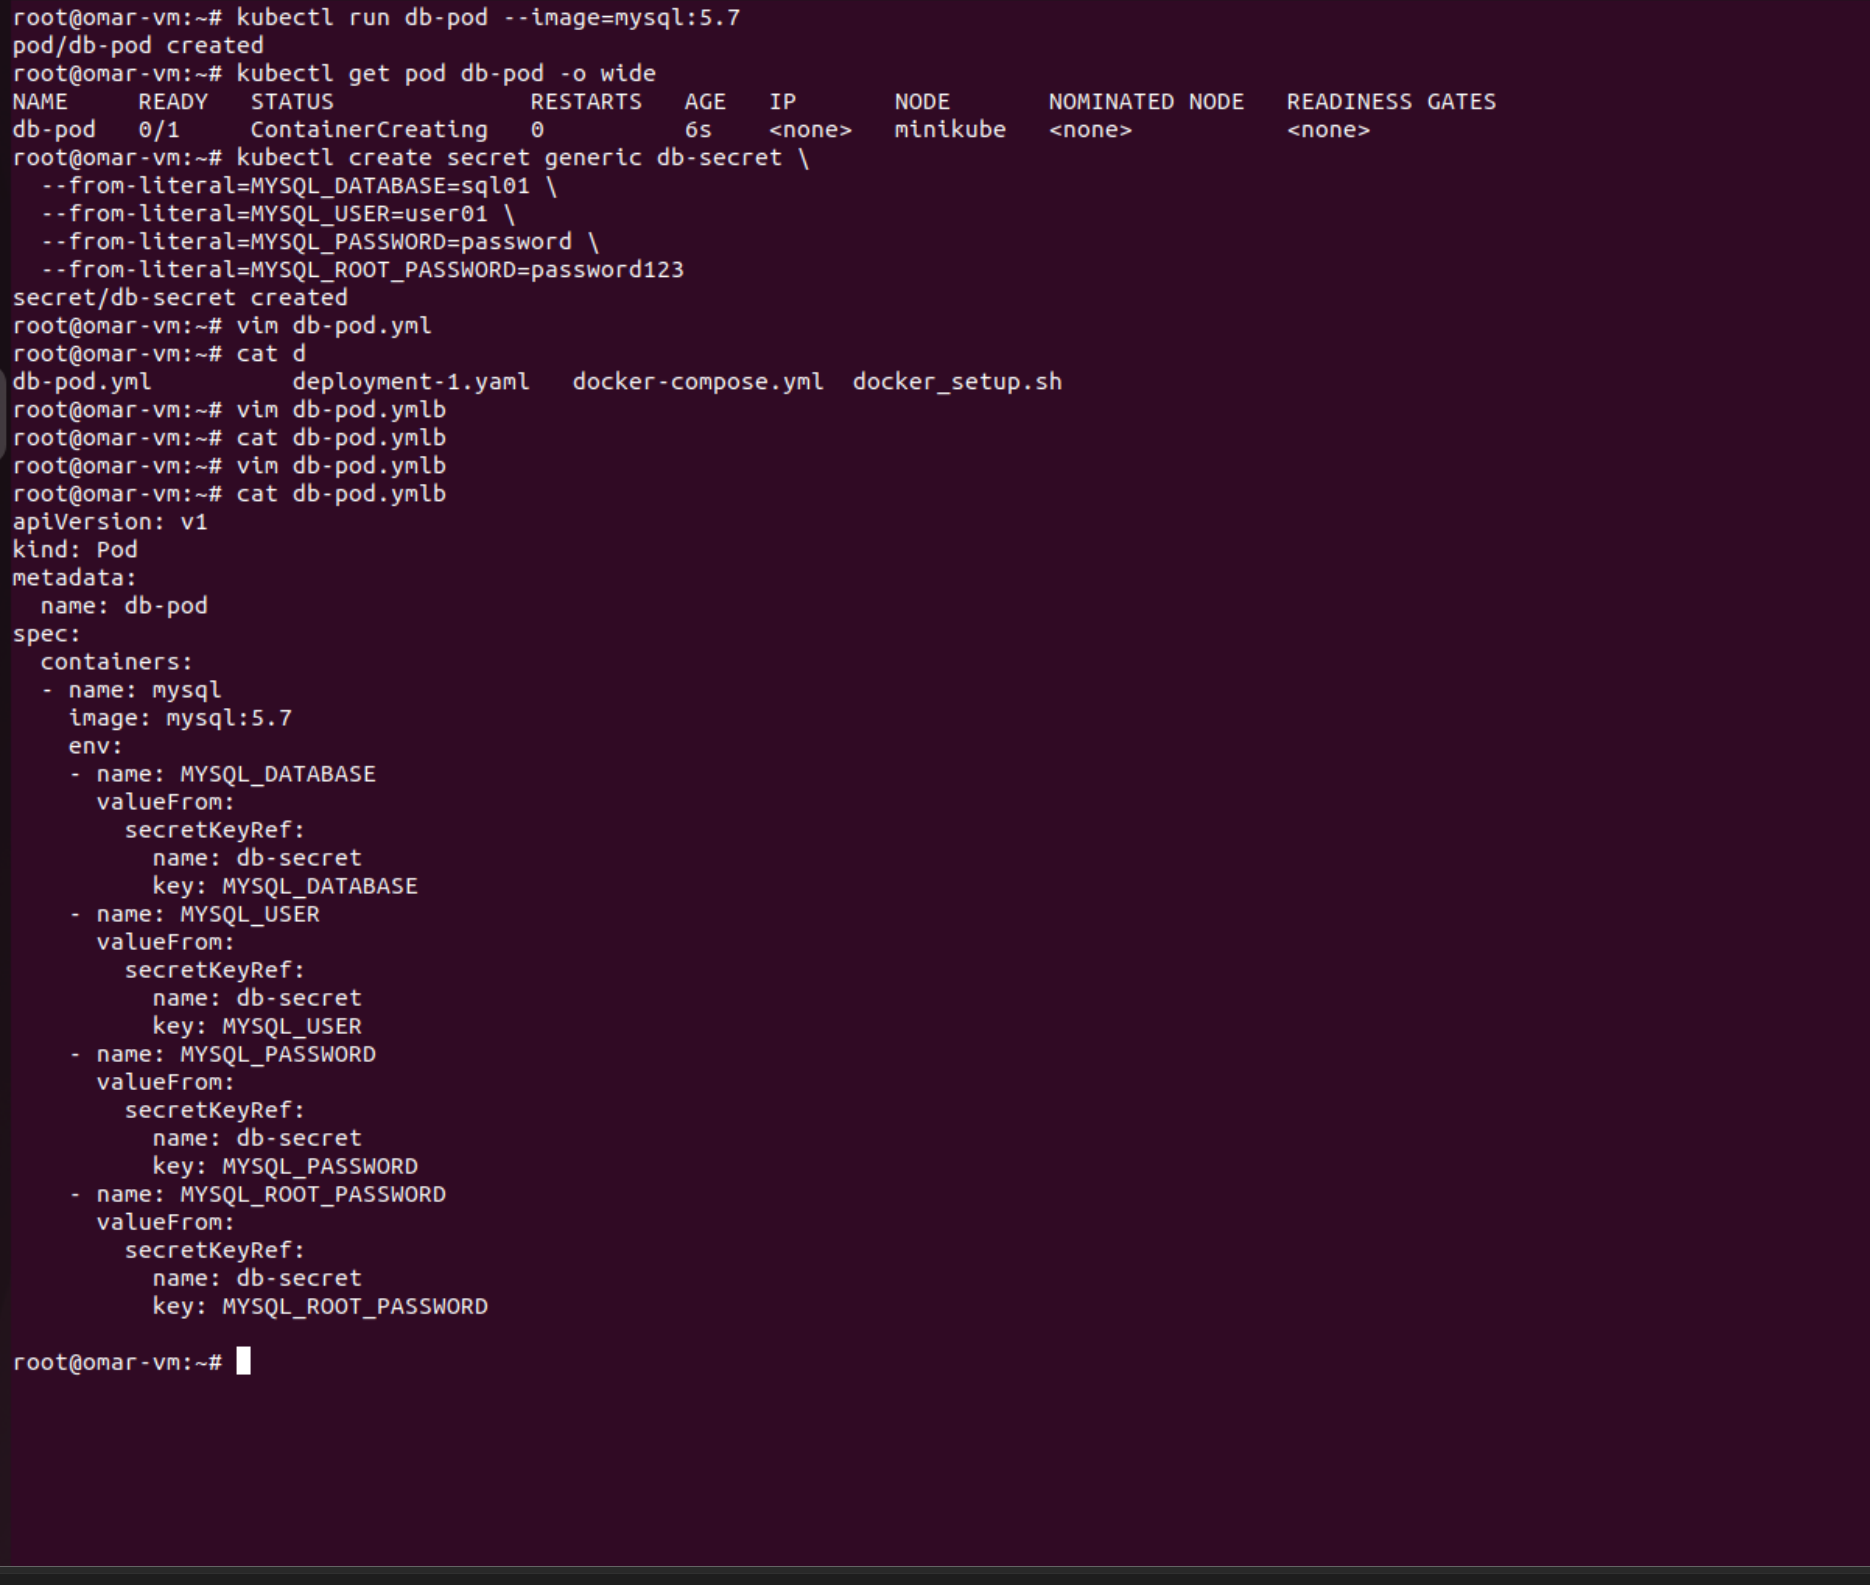 root@omar-vm:~# kubectl run db-pod --image=mysql:5.7
pod/db-pod created
root@omar-vm:~# kubectl get pod db-pod -o wide
NAME     READY   STATUS              RESTARTS   AGE   IP       NODE       NOMINATED NODE   READINESS GATES
db-pod   0/1     ContainerCreating   0          6s    <none>   minikube   <none>           <none>
root@omar-vm:~# kubectl create secret generic db-secret \
  --from-literal=MYSQL_DATABASE=sql01 \
  --from-literal=MYSQL_USER=user01 \
  --from-literal=MYSQL_PASSWORD=password \
  --from-literal=MYSQL_ROOT_PASSWORD=password123
secret/db-secret created
root@omar-vm:~# vim db-pod.yml
root@omar-vm:~# cat d
db-pod.yml          deployment-1.yaml   docker-compose.yml  docker_setup.sh
root@omar-vm:~# vim db-pod.ymlb
root@omar-vm:~# cat db-pod.ymlb
root@omar-vm:~# vim db-pod.ymlb
root@omar-vm:~# cat db-pod.ymlb
apiVersion: v1
kind: Pod
metadata:
  name: db-pod
spec:
  containers:
  - name: mysql
    image: mysql:5.7
    env:
    - name: MYSQL_DATABASE
      valueFrom:
        secretKeyRef:
          name: db-secret
          key: MYSQL_DATABASE
    - name: MYSQL_USER
      valueFrom:
        secretKeyRef:
          name: db-secret
          key: MYSQL_USER
    - name: MYSQL_PASSWORD
      valueFrom:
        secretKeyRef:
          name: db-secret
          key: MYSQL_PASSWORD
    - name: MYSQL_ROOT_PASSWORD
      valueFrom:
        secretKeyRef:
          name: db-secret
          key: MYSQL_ROOT_PASSWORD

root@omar-vm:~#